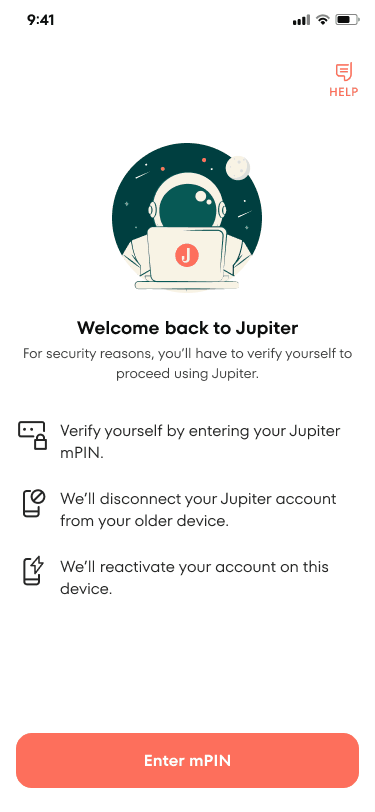 9:41
HELP
J
Welcome back to Jupiter
For security reasons, you’ll have to verify yourself to
proceed using Jupiter.
Verify yourself by entering your Jupiter
mPIN.
We’ll disconnect your Jupiter account
from your older device.
We’ll reactivate your account on this
device.
Enter mPIN